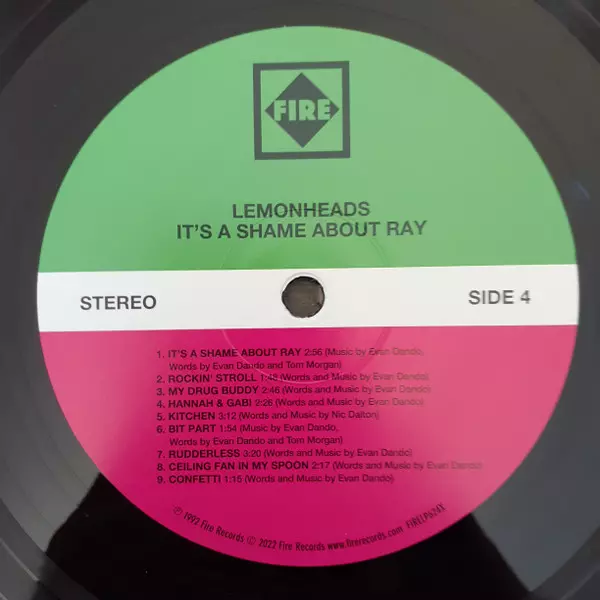 FIRE
LEMONHEADS
IT'S A SHAME ABOUT RAY
STEREO
SIDE 4
1. IT'S A SHAME ABOUT RAY 2:56 (Music by Evan Dando,
Words by Evan Dando and Tom Morgan)
2. ROCKIN' STROLL 1:48 (Words and Music by Evan Dando)
3. MY DRUG BUDDY 2:46 (Words and Music by Evan Dando)
4. HANNAH & GABI 2:26 (Words and Music by Evan Dando)
5. KITCHEN 3:12 (Words and Music by Nic Dalton)
6. BIT PART 1:54 (Music by Evan Dando,
Words by Evan Dando and Tom Morgan)
7. RUDDERLESS 3:20 (Words and Music by Evan Dando)
8. CEILING FAN IN MY SPOON 2:17 (Words and Music by Evan Dando)
9. CONFETTI 1:15 (Words and Music by Evan Dando)
℗ 1992 Fire Records © 2022 Fire Records www.firerecords.com FIRELP624X